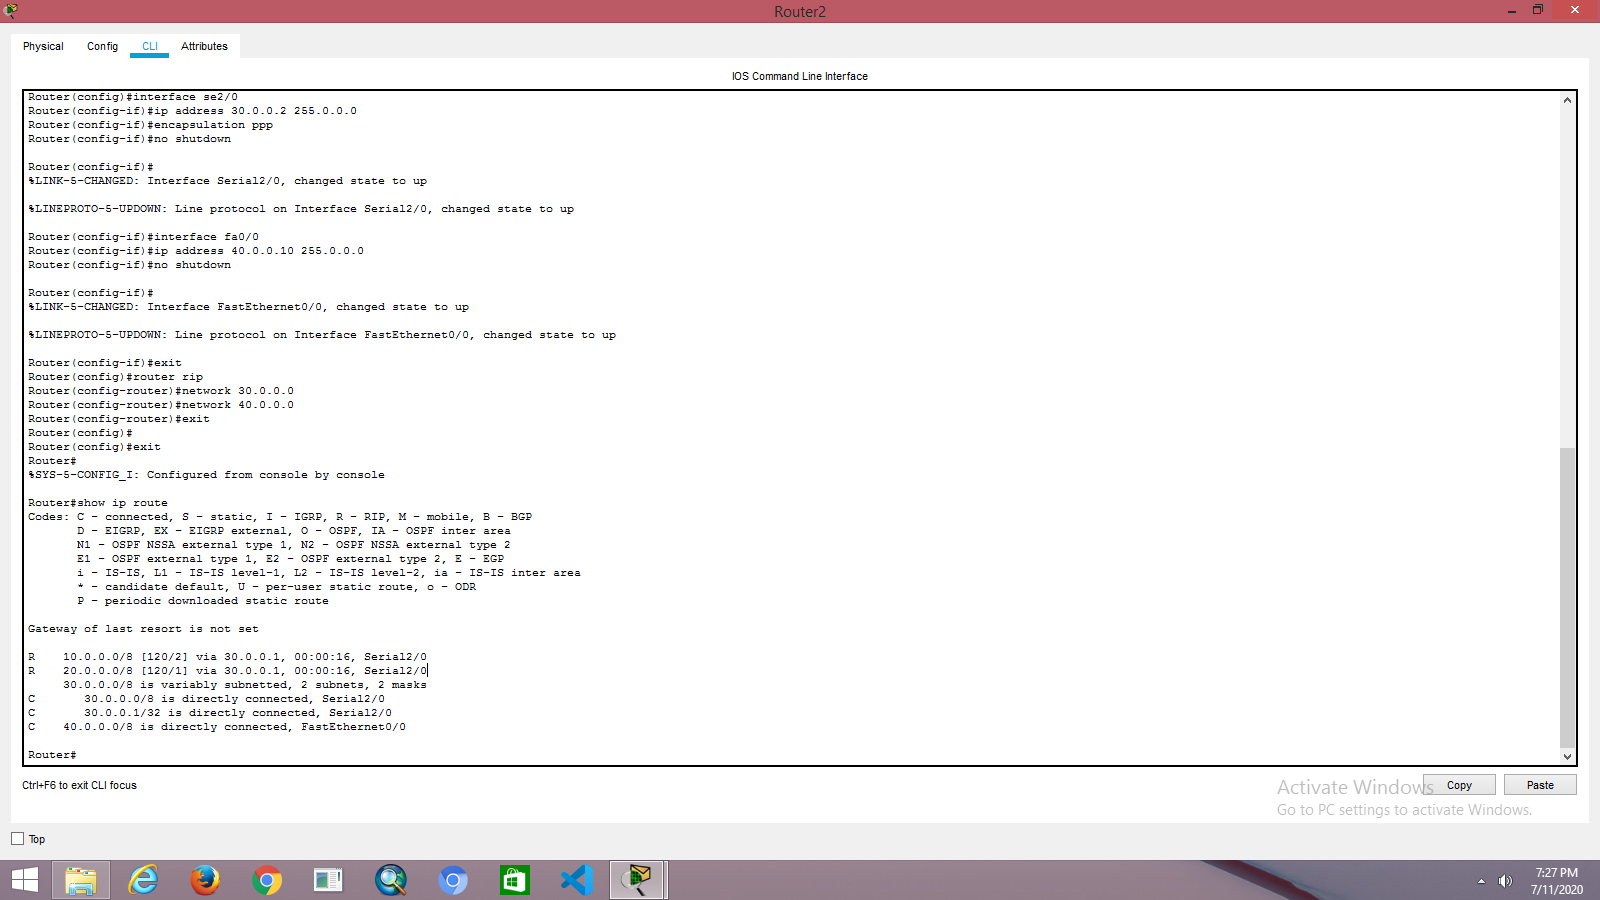 Router2
Physical Config CLI Attributes
IOS Command Line Interface
Router(config)#interface se2/0
Router(config-if)#ip address 30.0.0.2 255.0.0.0
Router(config-if)#encapsulation ppp
Router(config-if)#no shutdown
Router(config-if)#
%LINK-5-CHANGED: Interface Serial2/0, changed state to up
%LINEPROTO-5-UPDOWN: Line protocol on Interface Serial2/0, changed state to up
Router(config-if)#interface fa0/0
Router(config-if)#ip address 40.0.0.10 255.0.0.0
Router(config-if)#no shutdown
Router(config-if)#
%LINK-5-CHANGED: Interface FastEthernet0/0, changed state to up
%LINEPROTO-5-UPDOWN: Line protocol on Interface FastEthernet0/0, changed state to up
Router(config-if)#exit
Router(config)#router rip
Router(config-router)#network 30.0.0.0
Router(config-router)#network 40.0.0.0
Router(config-router)#exit
Router(config)#
Router(config)#exit
Router#
%SYS-5-CONFIG_I: Configured from console by console
Router#show ip route
Codes: C - connected, S - static, I - IGRP, R - RIP, M - mobile, B - BGP
D - EIGRP, EX - EIGRP external, O - OSPF, IA - OSPF inter area
N1 - OSPF NSSA external type 1, N2 - OSPF NSSA external type 2
E1 - OSPF external type 1, E2 - OSPF external type 2, E - EGP
i - IS-IS, L1 - IS-IS level-1, L2 - IS-IS level-2, ia - IS-IS inter area
* - candidate default, U - per-user static route, o - ODR
P - periodic downloaded static route
Gateway of last resort is not set
R 10.0.0.0/8 [120/2] via 30.0.0.1, 00:00:16, Serial2/0
R 20.0.0.0/8 [120/1] via 30.0.0.1, 00:00:16, Serial2/0
30.0.0.0/8 is variably subnetted, 2 subnets, 2 masks
C 30.0.0.0/8 is directly connected, Serial2/0
C 30.0.0.1/32 is directly connected, Serial2/0
C 40.0.0.0/8 is directly connected, FastEthernet0/0
Router#
Ctrl+F6 to exit CLI focus
Copy Paste
Activate Windows
Go to PC settings to activate Windows.
Top
7:27 PM
7/11/2020